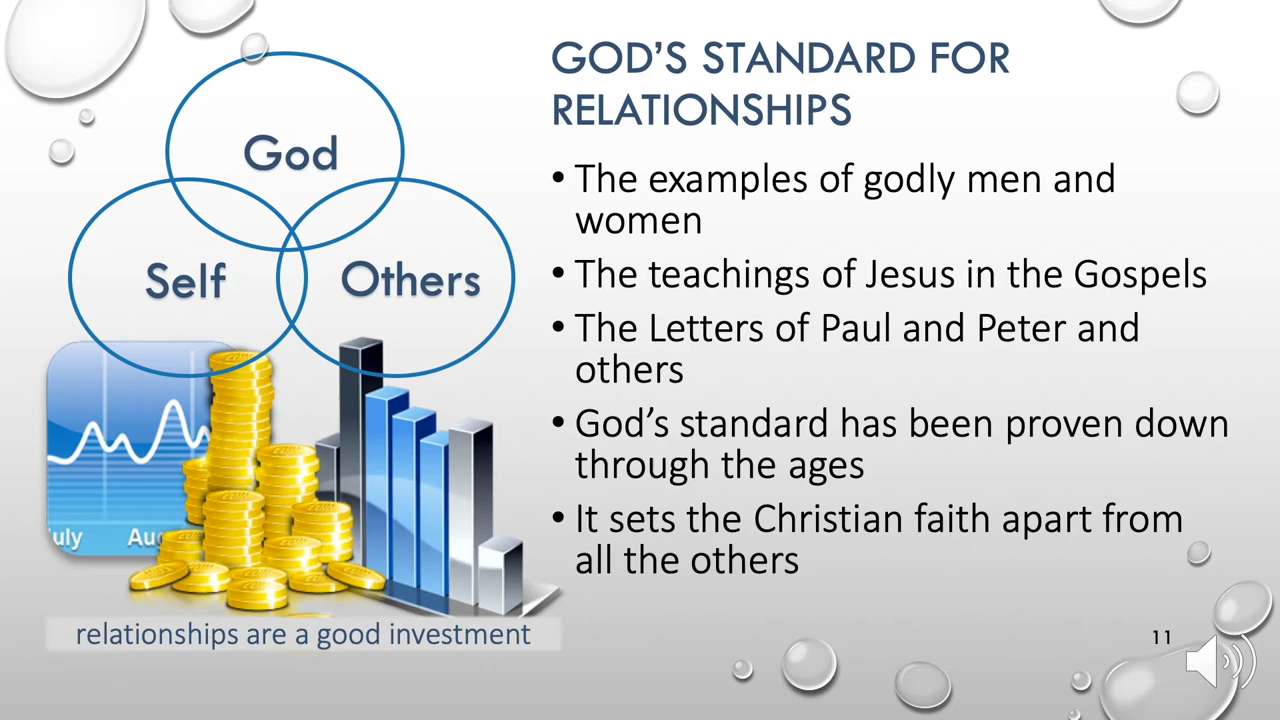 GOD’S STANDARD FOR
RELATIONSHIPS
God
Self
Others
• The examples of godly men and
women
• The teachings of Jesus in the Gospels
• The Letters of Paul and Peter and
others
• God’s standard has been proven down
through the ages
• It sets the Christian faith apart from
all the others
uly
Aug
relationships are a good investment
11